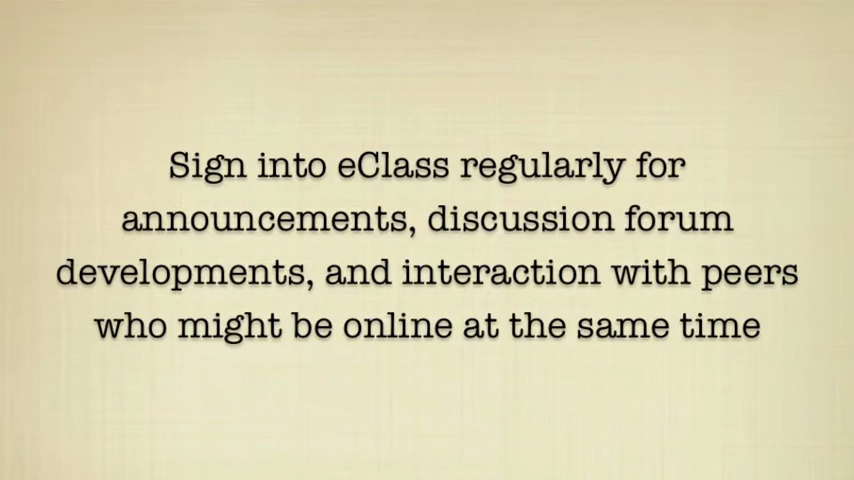 Sign into eClass regularly for
announcements, discussion forum
developments, and interaction with peers
who might be online at the same time